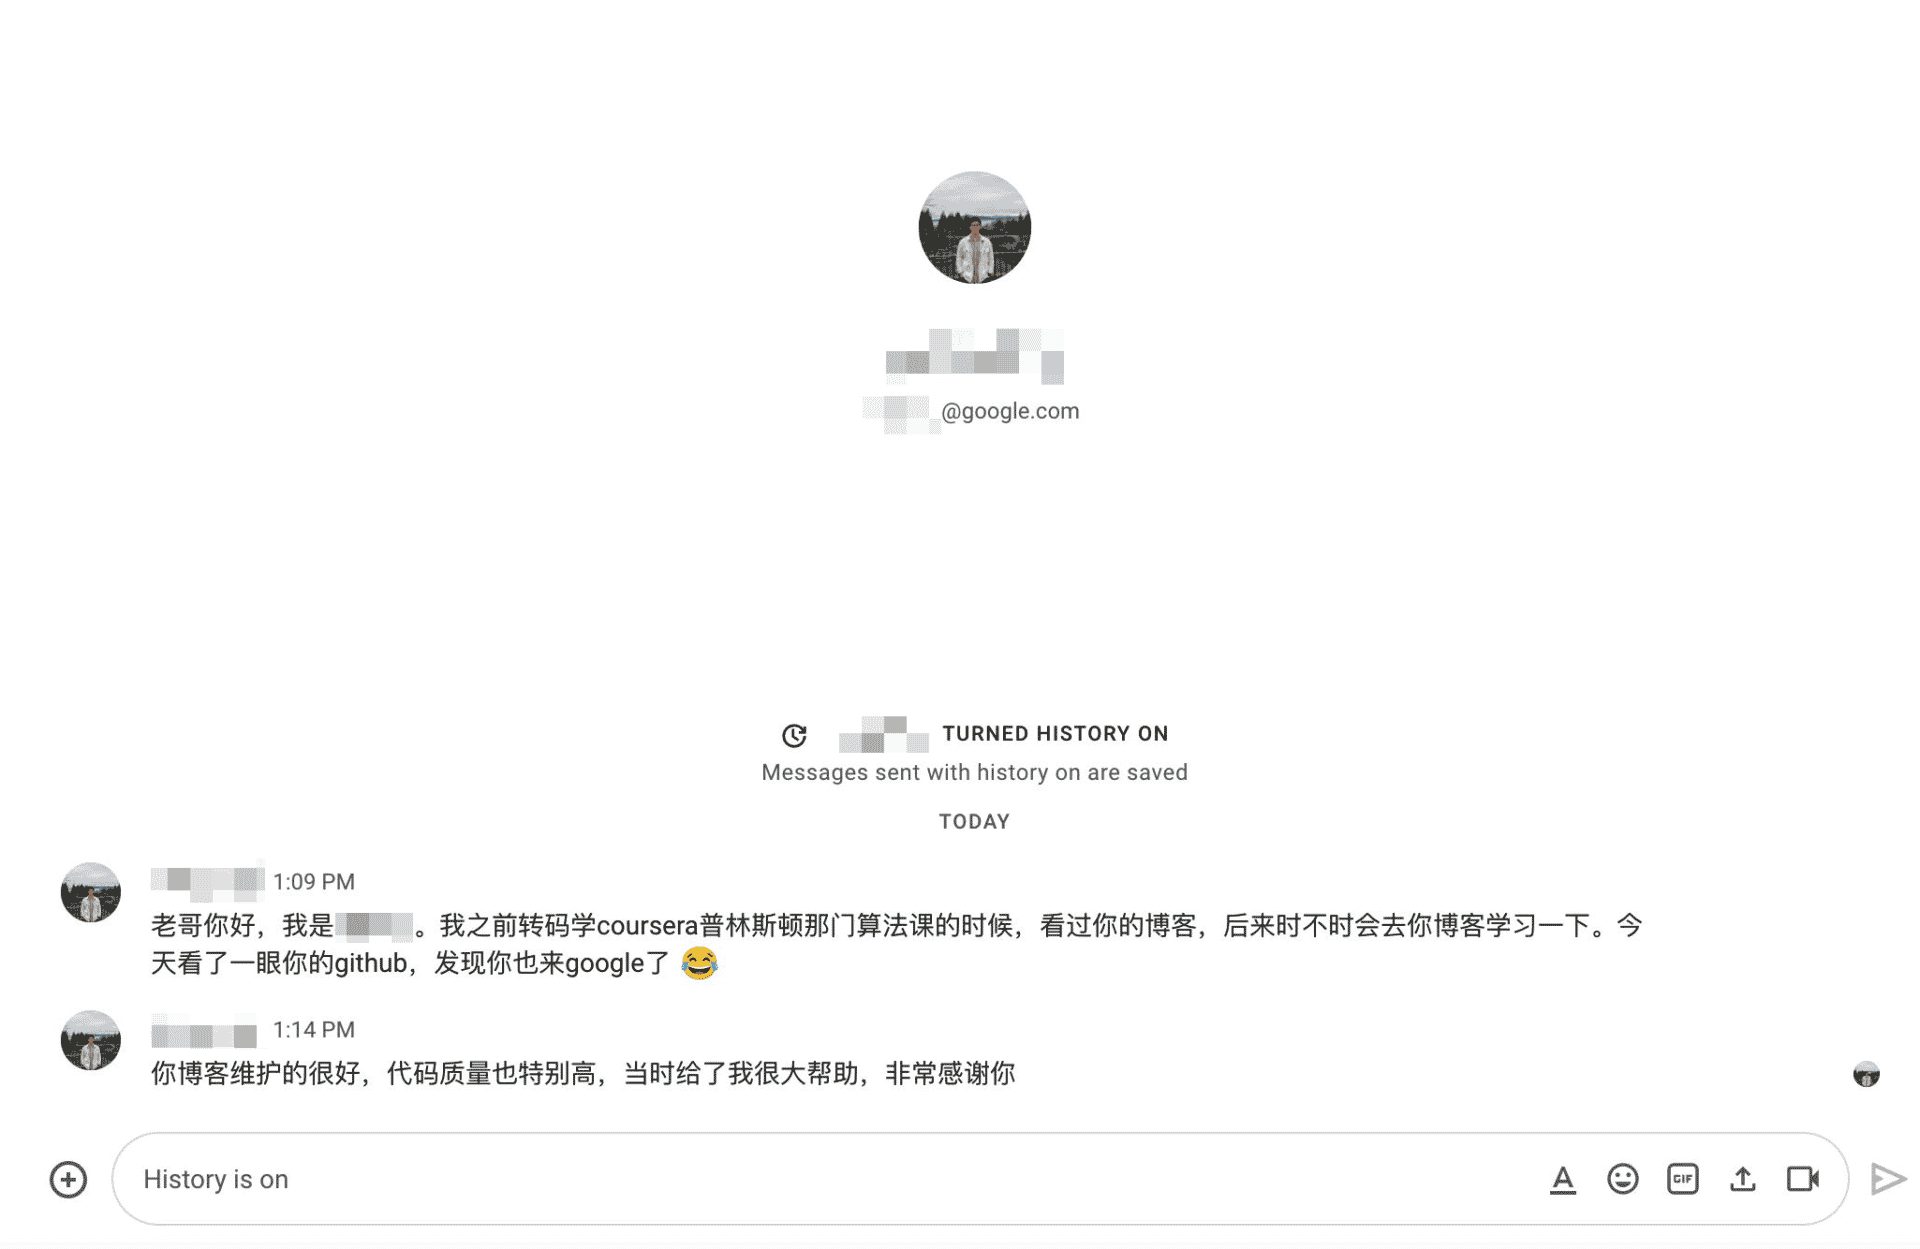 @google.com
TURNED HISTORY ON
Messages sent with history on are saved
TODAY
1:09 PM
老哥你好，我是。我之前转码学coursera普林斯顿那门算法课的时候，看过你的博客，后来时不时会去你博客学习一下。今
天看了一眼你的github，发现你也来google了 😂
1:14 PM
你博客维护的很好，代码质量也特别高，当时给了我很大帮助，非常感谢你
History is on
A
GIF